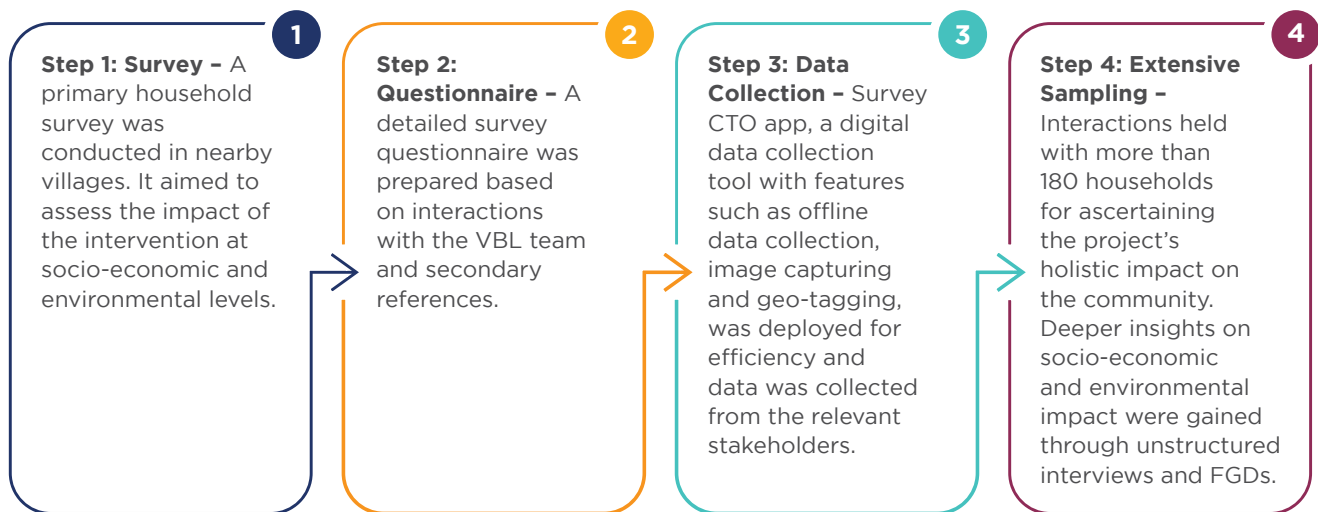 1
Step 1: Survey – A
primary household
survey was
conducted in nearby
villages. It aimed to
assess the impact of
the intervention at
socio-economic and
environmental levels.
2
Step 2:
Questionnaire – A
detailed survey
questionnaire was
prepared based
on interactions
with the VBL team
and secondary
references.
3
Step 3: Data
Collection – Survey
CTO app, a digital
data collection
tool with features
such as offline
data collection,
image capturing
and geo-tagging,
was deployed for
efficiency and
data was collected
from the relevant
stakeholders.
4
Step 4: Extensive
Sampling –
Interactions held
with more than
180 households
for ascertaining
the project’s
holistic impact on
the community.
Deeper insights on
socio-economic
and environmental
impact were gained
through unstructured
interviews and FGDs.